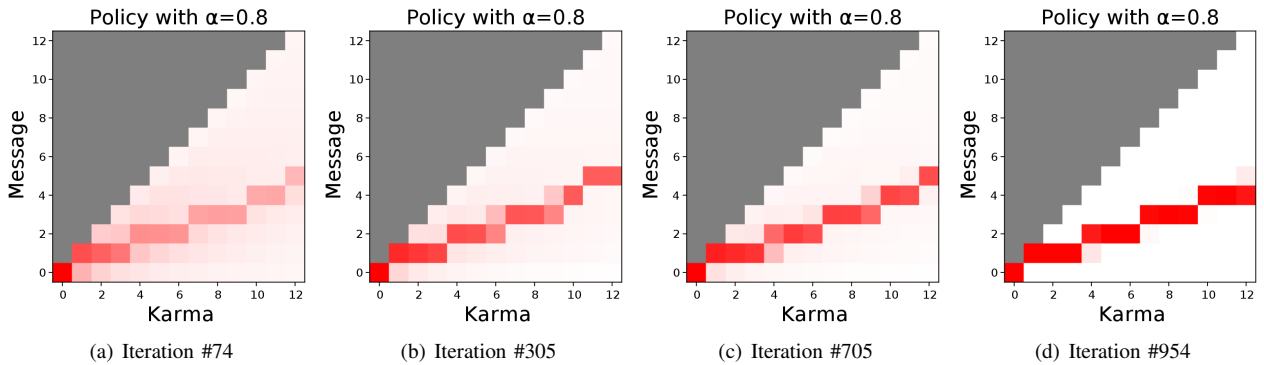 Policy with α=0.8
Message
12
10
8
6
4
2
0
0 2 4 6 8 10 12
Karma
(a) Iteration #74
Policy with α=0.8
Message
12
10
8
6
4
2
0
0 2 4 6 8 10 12
Karma
(b) Iteration #305
Policy with α=0.8
Message
12
10
8
6
4
2
0
0 2 4 6 8 10 12
Karma
(c) Iteration #705
Policy with α=0.8
Message
12
10
8
6
4
2
0
0 2 4 6 8 10 12
Karma
(d) Iteration #954